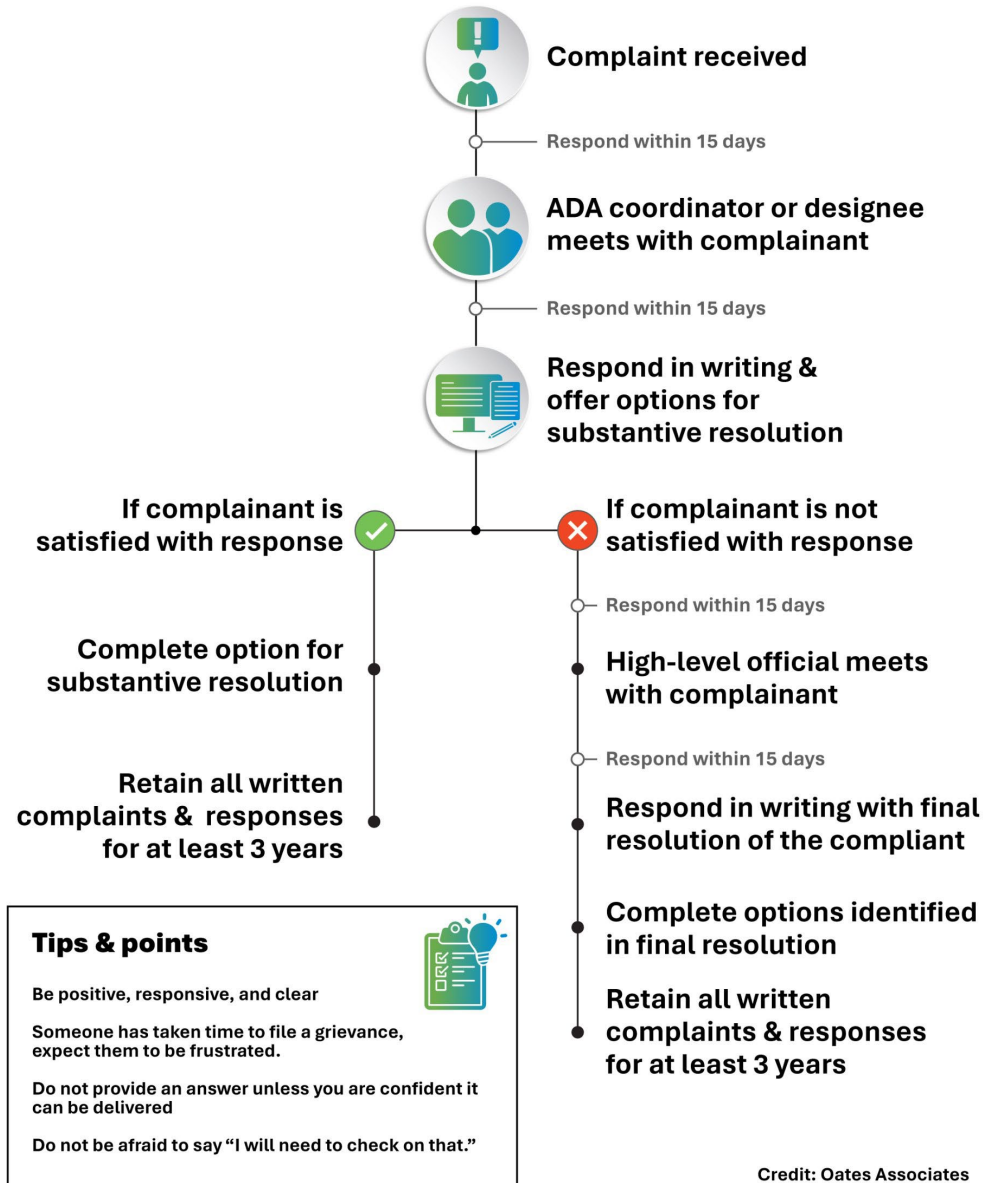 Complaint received
Respond within 15 days
ADA coordinator or designee
meets with complainant
Respond within 15 days
Respond in writing &
offer options for
substantive resolution
If complainant is
satisfied with response
Complete option for
substantive resolution
Retain all written
complaints & responses
for at least 3 years
If complainant is not
satisfied with response
Respond within 15 days
High-level official meets
with complainant
Respond within 15 days
Respond in writing with final
resolution of the compliant
Complete options identified
in final resolution
Retain all written
complaints & responses
for at least 3 years
Tips & points
Be positive, responsive, and clear
Someone has taken time to file a grievance,
expect them to be frustrated.
Do not provide an answer unless you are confident it
can be delivered
Do not be afraid to say “I will need to check on that.”
Credit: Oates Associates